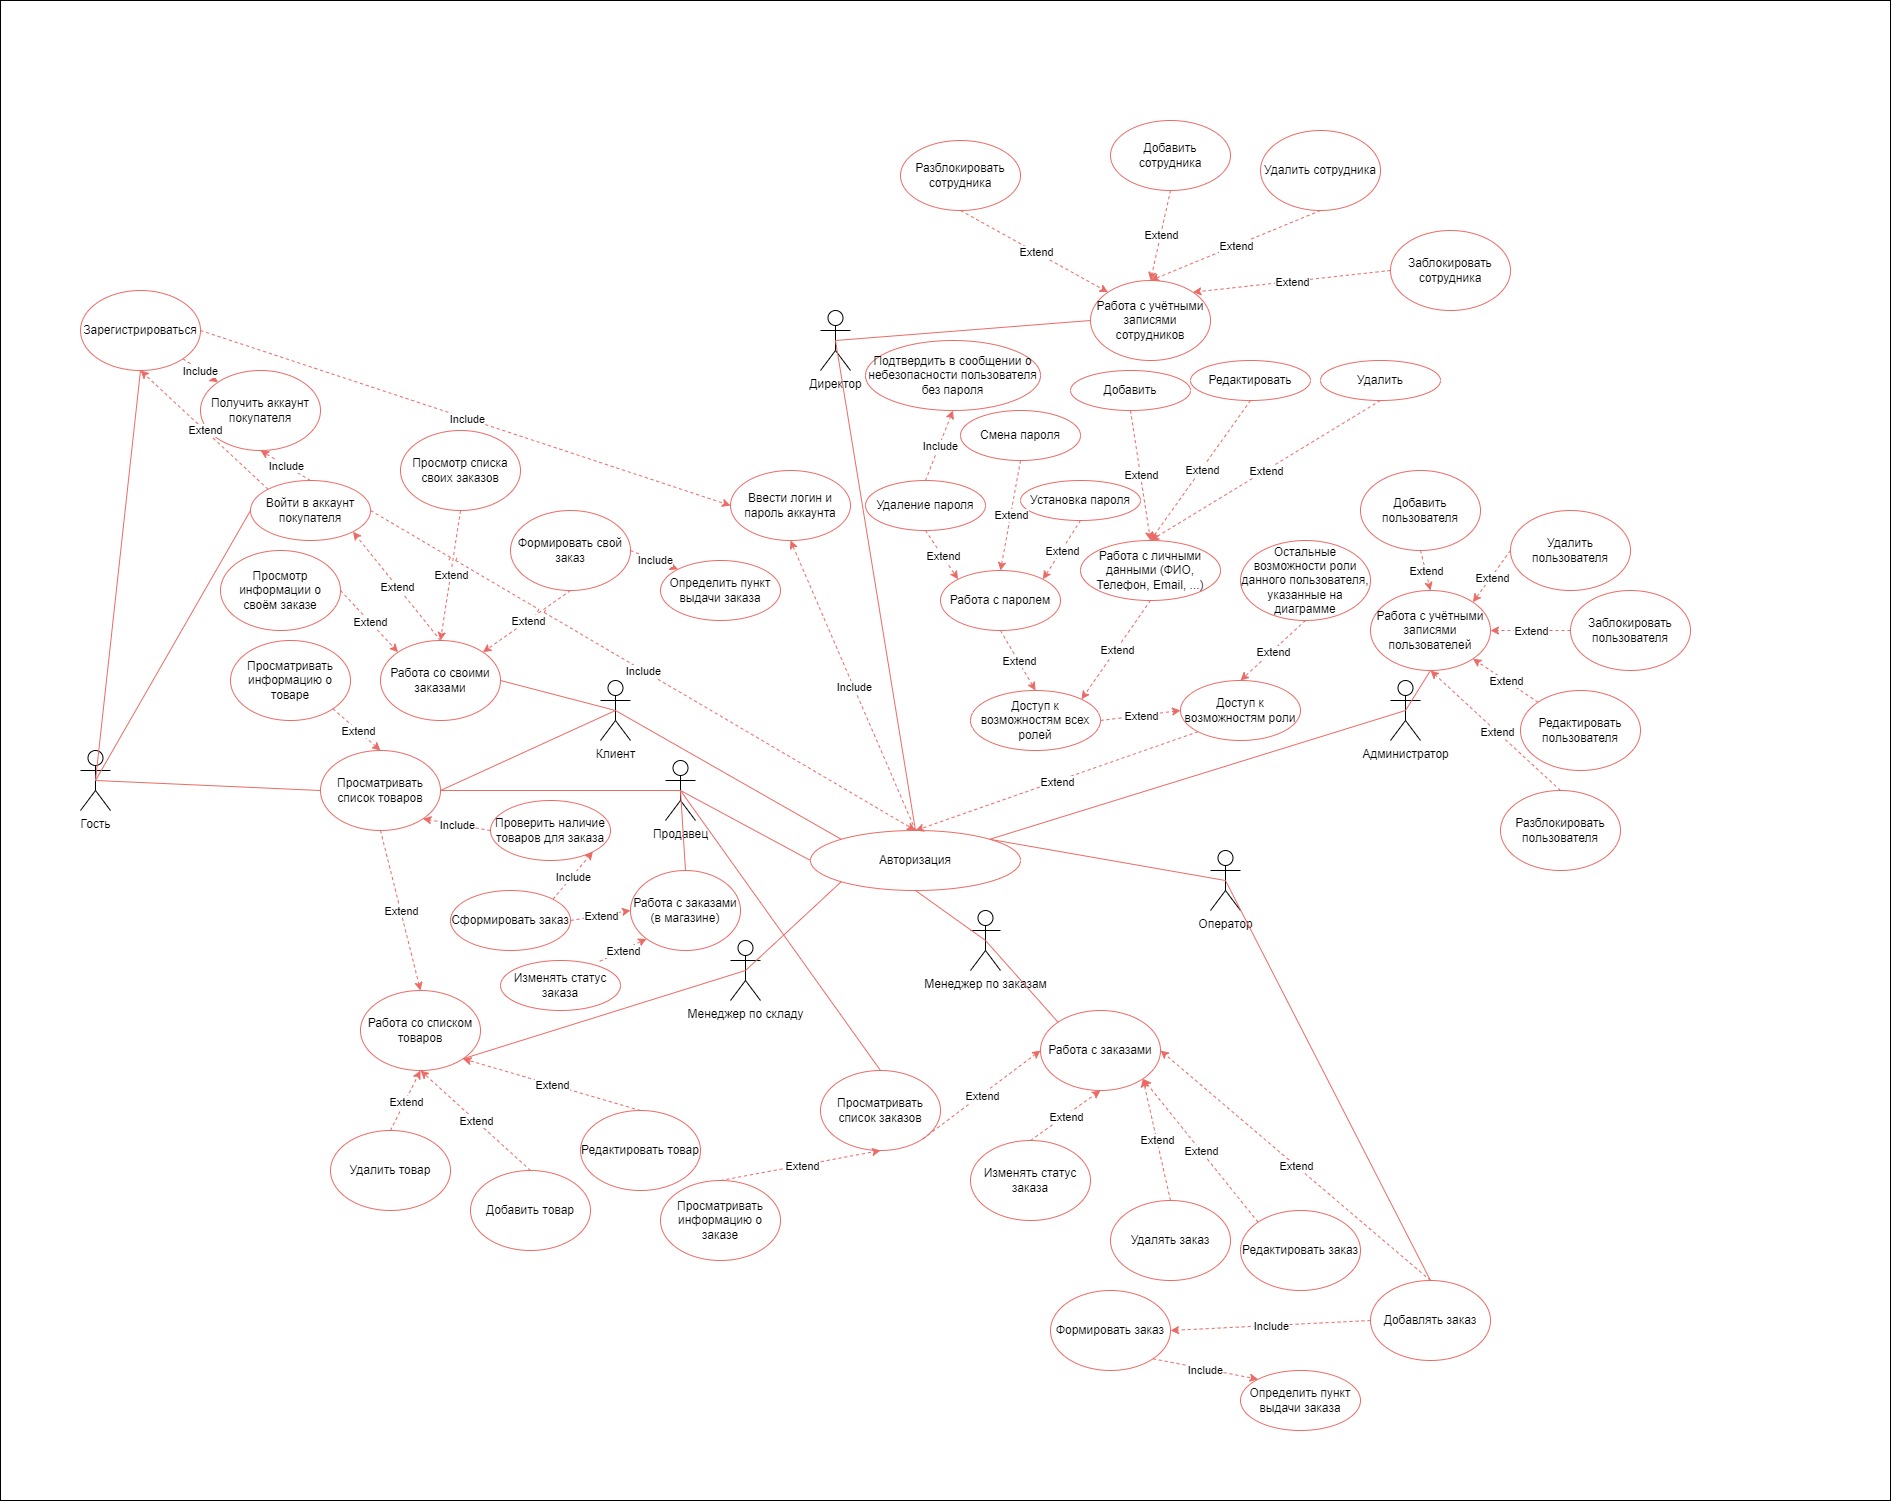 Разблокировать
сотрудника
Добавить
сотрудника
Удалить сотрудника
Заблокировать
сотрудника
Extend
Extend
Extend
Extend
Работа с учётными
записями
сотрудников
Директор
Зарегистрироваться
Include
Получить аккаунт
покупателя
Extend
Include
Include
Войти в аккаунт
покупателя
Просмотр списка
своих заказов
Ввести логин и
пароль аккаунта
Подтвердить в сообщении о
небезопасности пользователя
без пароля
Include
Смена пароля
Удаление пароля
Установка пароля
Extend
Extend
Extend
Работа с паролем
Добавить
Редактировать
Удалить
Extend
Extend
Extend
Работа с личными
данными (ФИО,
Телефон, Email, ...)
Остальные
возможности роли
данного пользователя,
указанные на
диаграмме
Extend
Extend
Extend
Доступ к
возможностям всех
ролей
Extend
Доступ к
возможностям роли
Extend
Добавить
пользователя
Удалить
пользователя
Заблокировать
пользователя
Редактировать
пользователя
Разблокировать
пользователя
Extend
Extend
Extend
Extend
Extend
Работа с учётными
записями
пользователей
Администратор
Формировать свой
заказ
Include
Определить пункт
выдачи заказа
Просмотр
информации о
своём заказе
Extend
Extend
Extend
Extend
Работа со своими
заказами
Include
Include
Просматривать
информацию о
товаре
Extend
Клиент
Гость
Просматривать
список товаров
Include
Проверить наличие
товаров для заказа
Продавец
Авторизация
Include
Сформировать заказ
Extend
Работа с заказами
(в магазине)
Extend
Изменять статус
заказа
Extend
Оператор
Менеджер по заказам
Менеджер по складу
Работа со списком
товаров
Extend
Extend
Extend
Удалить товар
Добавить товар
Редактировать товар
Работа с заказами
Просматривать
список заказов
Extend
Extend
Просматривать
информацию о
заказе
Extend
Изменять статус
заказа
Extend
Extend
Extend
Удалять заказ
Редактировать заказ
Добавлять заказ
Include
Формировать заказ
Include
Определить пункт
выдачи заказа